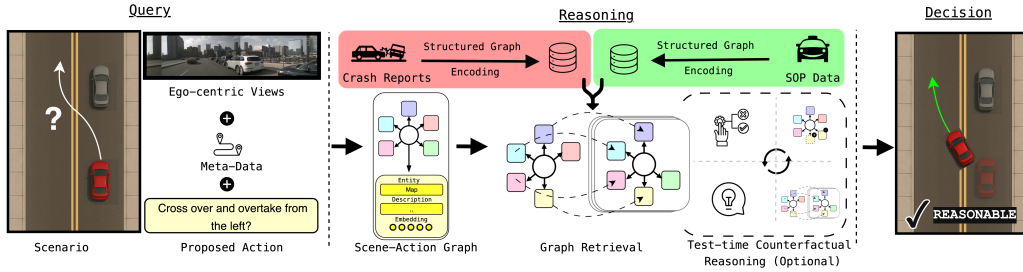 Query
Reasoning
Decision
?
Ego-centric Views
Meta-Data
Cross over and overtake from
the left?
Scenario
Proposed Action
Crash Reports
Structured Graph
Encoding
Structured Graph
Encoding
SOP Data
Entity
Map
Description
..
Embedding
Scene-Action Graph
Graph Retrieval
Test-time Counterfactual
Reasoning (Optional)
REASONABLE